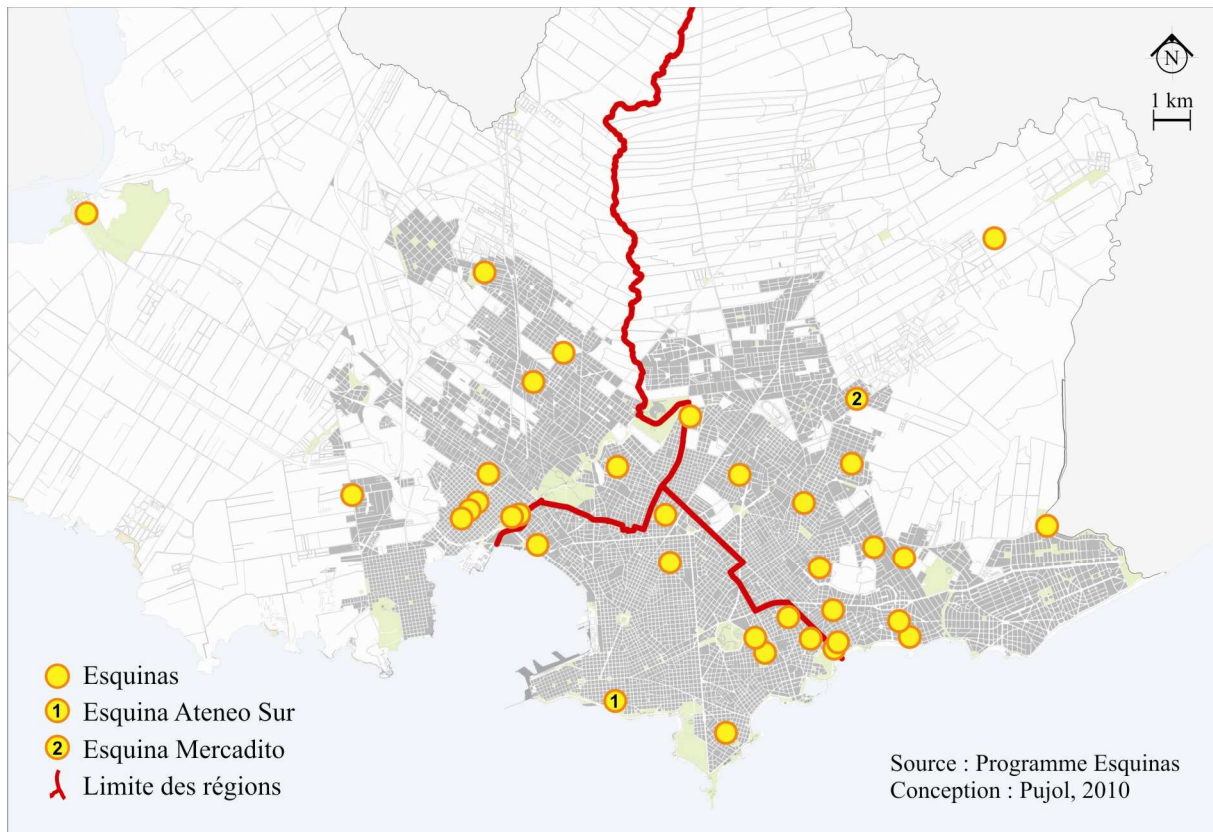 N
1 km
2
1
Esquinas
1 Esquina Ateneo Sur
2 Esquina Mercadito
Limite des régions
Source : Programme Esquinas
Conception : Pujol, 2010